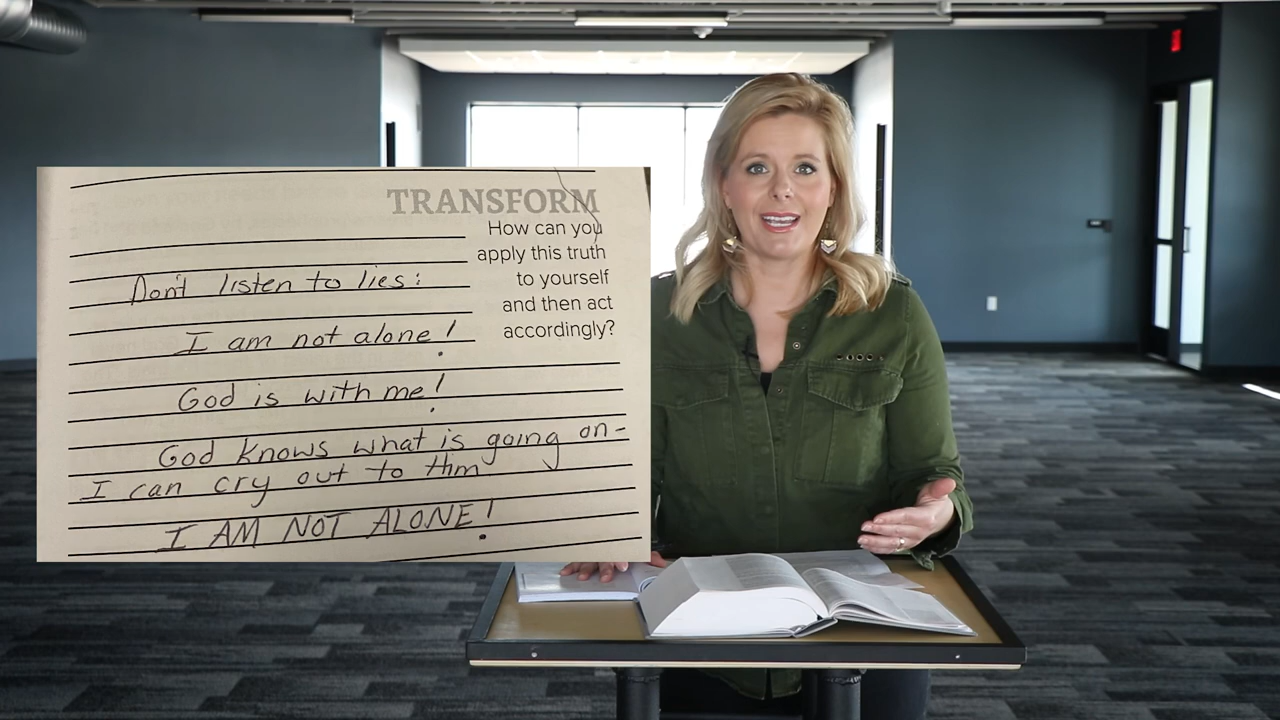 TRANSFORM
How can you
apply this truth
to yourself
and then act
accordingly?
Don't listen to lies:
I am not alone!
God is with me!
God knows what is going on-
I can cry out to Him
I AM NOT ALONE!